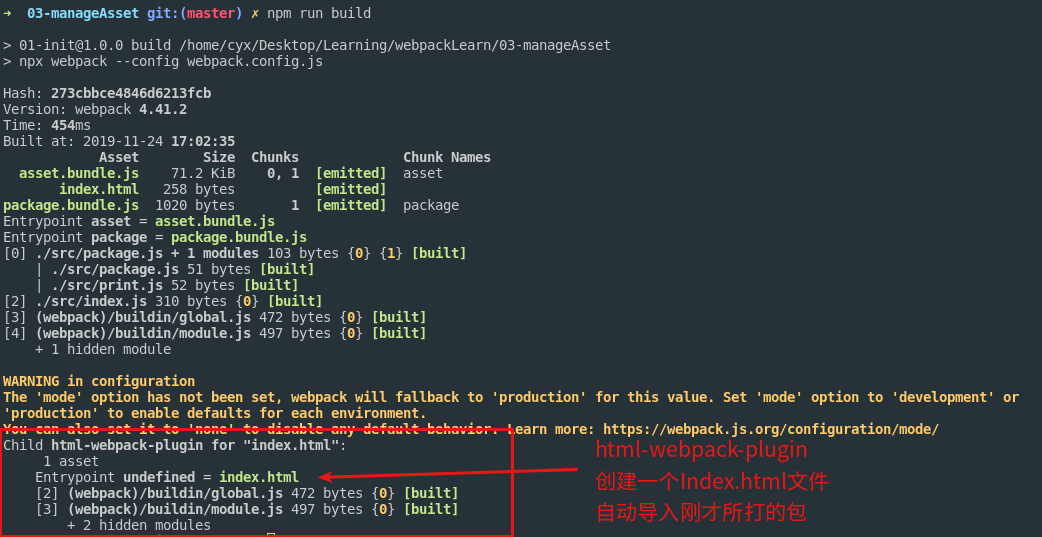 ➜  03-manageAsset git:(master) ✗ npm run build
> 01-init@1.0.0 build /home/cyx/Desktop/Learning/webpackLearn/03-manageAsset
> npx webpack --config webpack.config.js
Hash: 273cbbce4846d6213fcb
Version: webpack 4.41.2
Time: 454ms
Built at: 2019-11-24 17:02:35
Asset Size Chunks Chunk Names
asset.bundle.js 71.2 KiB 0, 1 [emitted] asset
index.html 258 bytes [emitted]
package.bundle.js 1020 bytes 1 [emitted] package
Entrypoint asset = asset.bundle.js
Entrypoint package = package.bundle.js
[0] ./src/package.js + 1 modules 103 bytes {0} {1} [built]
| ./src/package.js 51 bytes [built]
| ./src/print.js 52 bytes [built]
[2] ./src/index.js 310 bytes {0} [built]
[3] (webpack)/buildin/global.js 472 bytes {0} [built]
[4] (webpack)/buildin/module.js 497 bytes {0} [built]
+ 1 hidden module
WARNING in configuration
The 'mode' option has not been set, webpack will fallback to 'production' for this value. Set 'mode' option to 'development' or
'production' to enable defaults for each environment.
You can also set it to 'none' to disable any default behavior. Learn more: https://webpack.js.org/configuration/mode/
Child html-webpack-plugin for "index.html":
1 asset
Entrypoint undefined = index.html
[2] (webpack)/buildin/global.js 472 bytes {0} [built]
[3] (webpack)/buildin/module.js 497 bytes {0} [built]
+ 2 hidden modules
html-webpack-plugin
创建一个Index.html文件
自动导入刚才所打的包